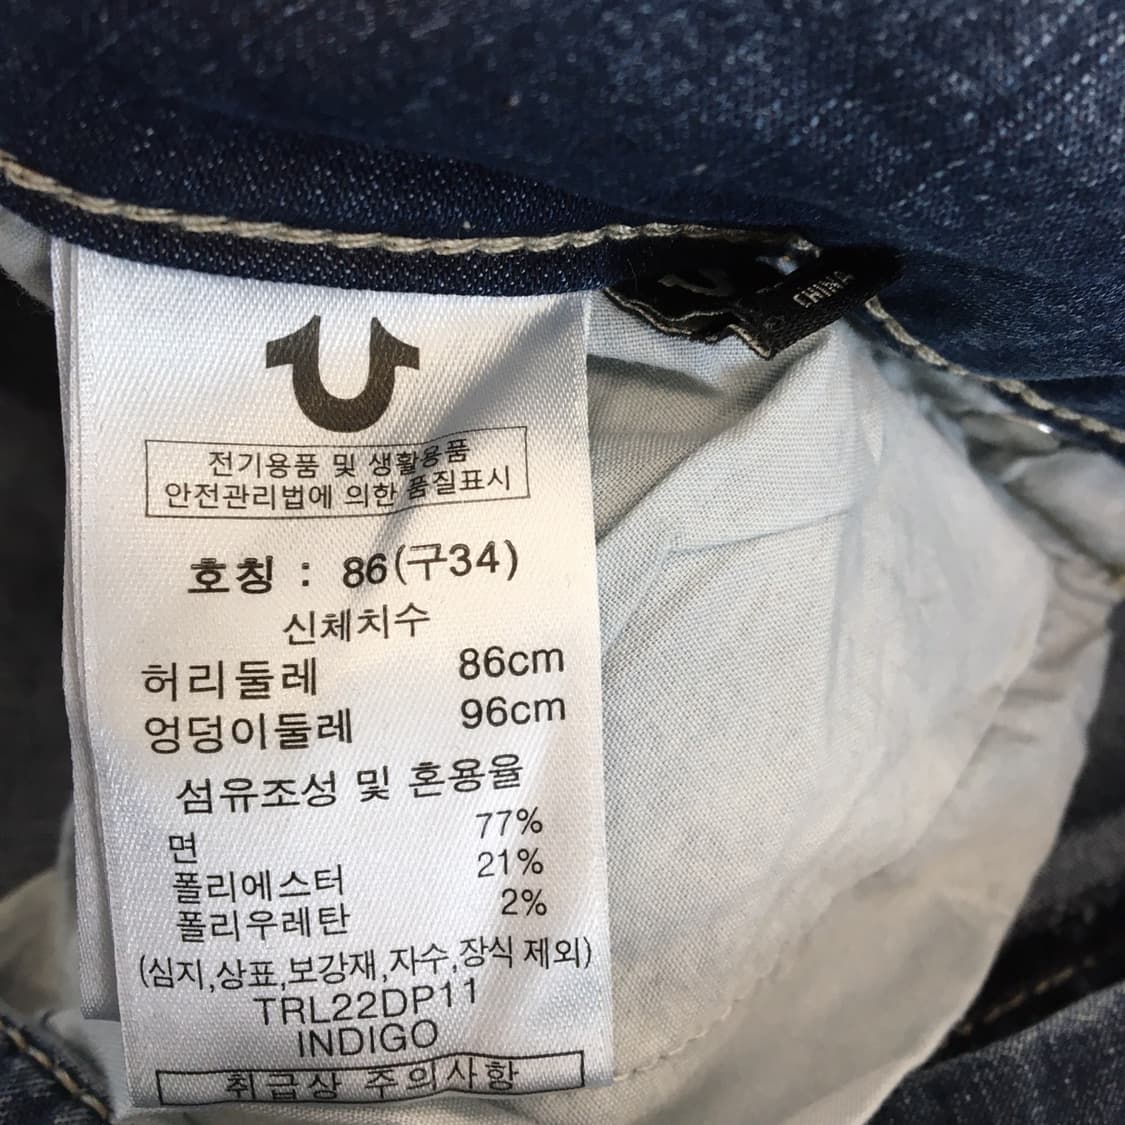 전기용품 및 생활용품
안전관리법에 의한 품질표시
호칭 : 86(구34)
신체치수
허리둘레 86cm
엉덩이둘레 96cm
섬유조성 및 혼용율
면 77%
폴리에스터 21%
폴리우레탄 2%
(심지,상표,보강재,자수,장식 제외)
TRL22DP11
INDIGO
취급상 주의사항
CHINA